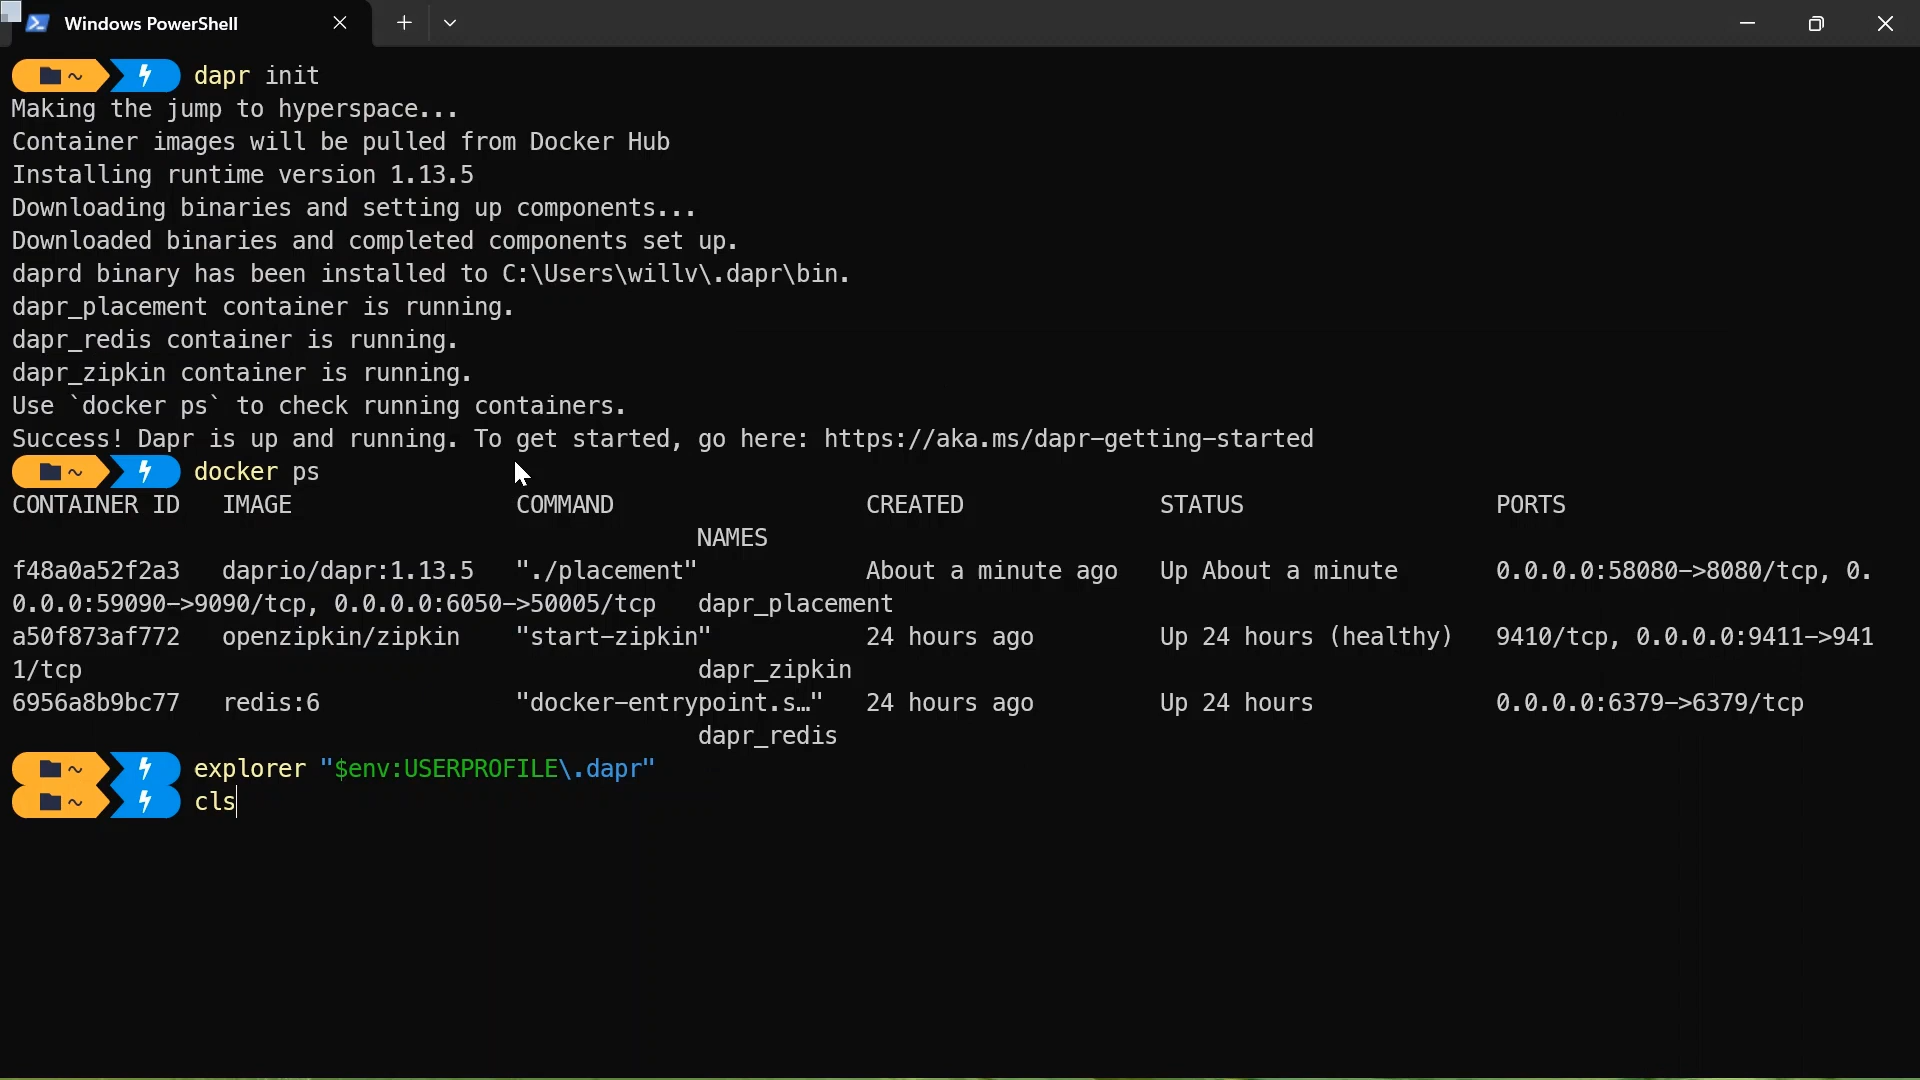 Windows PowerShell
~ dapr init
Making the jump to hyperspace...
Container images will be pulled from Docker Hub
Installing runtime version 1.13.5
Downloading binaries and setting up components...
Downloaded binaries and completed components set up.
daprd binary has been installed to C:\Users\willv\.dapr\bin.
dapr_placement container is running.
dapr_redis container is running.
dapr_zipkin container is running.
Use `docker ps` to check running containers.
Success! Dapr is up and running. To get started, go here: https://aka.ms/dapr-getting-started
~ docker ps
CONTAINER ID   IMAGE                COMMAND                  CREATED              STATUS                  PORTS
NAMES
f48a0a52f2a3   daprio/dapr:1.13.5   "./placement"            About a minute ago   Up About a minute       0.0.0.0:58080->8080/tcp, 0.
0.0.0:59090->9090/tcp, 0.0.0.0:6050->50005/tcp   dapr_placement
a50f873af772   openzipkin/zipkin    "start-zipkin"           24 hours ago         Up 24 hours (healthy)   9410/tcp, 0.0.0.0:9411->941
1/tcp                                            dapr_zipkin
6956a8b9bc77   redis:6              "docker-entrypoint.s…"   24 hours ago         Up 24 hours             0.0.0.0:6379->6379/tcp
dapr_redis
~ explorer "$env:USERPROFILE\.dapr"
~ cls